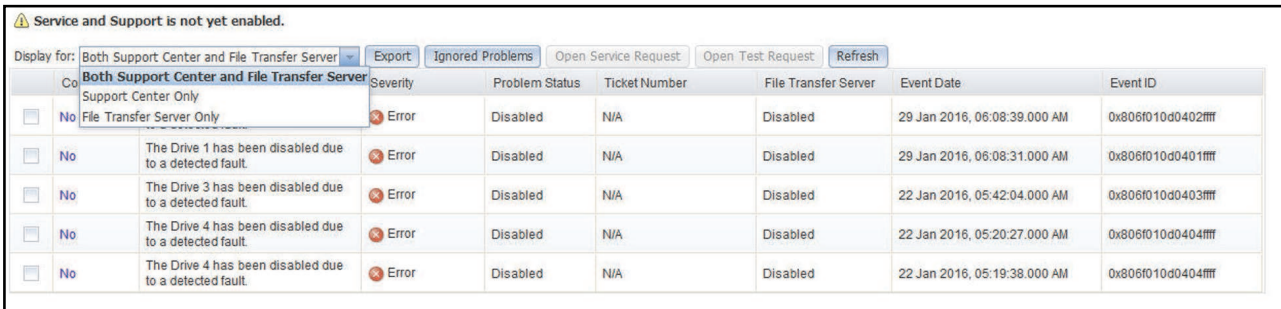 Service and Support is not yet enabled.
Display for: Both Support Center and File Transfer Server Export Ignored Problems Open Service Request Open Test Request Refresh
Both Support Center and File Transfer Server
Support Center Only
File Transfer Server Only
Co Severity Problem Status Ticket Number File Transfer Server Event Date Event ID
No to a detected fault. Error Disabled N/A Disabled 29 Jan 2016, 06:08:39.000 AM 0x806f010d0402ffff
No The Drive 1 has been disabled due to a detected fault. Error Disabled N/A Disabled 29 Jan 2016, 06:08:31.000 AM 0x806f010d0401ffff
No The Drive 3 has been disabled due to a detected fault. Error Disabled N/A Disabled 22 Jan 2016, 05:42:04.000 AM 0x806f010d0403ffff
No The Drive 4 has been disabled due to a detected fault. Error Disabled N/A Disabled 22 Jan 2016, 05:20:27.000 AM 0x806f010d0404ffff
No The Drive 4 has been disabled due to a detected fault. Error Disabled N/A Disabled 22 Jan 2016, 05:19:38.000 AM 0x806f010d0404ffff